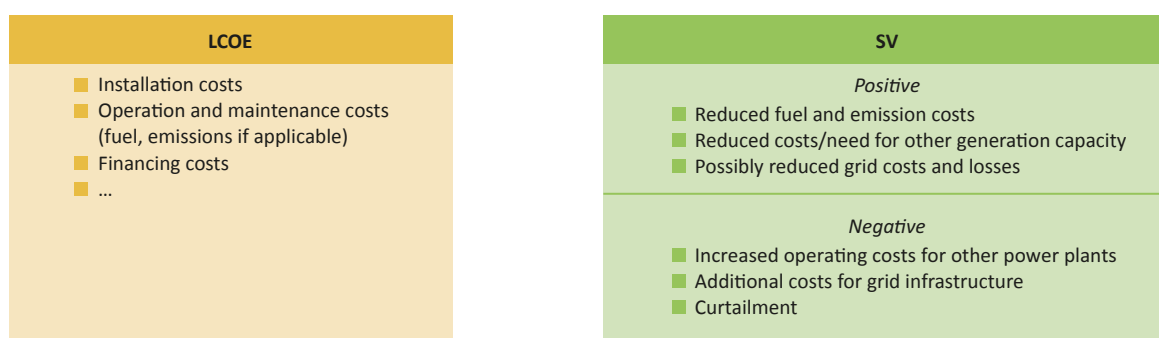 LCOE
Installation costs
Operation and maintenance costs
(fuel, emissions if applicable)
Financing costs
...
SV
Positive
Reduced fuel and emission costs
Reduced costs/need for other generation capacity
Possibly reduced grid costs and losses
Negative
Increased operating costs for other power plants
Additional costs for grid infrastructure
Curtailment